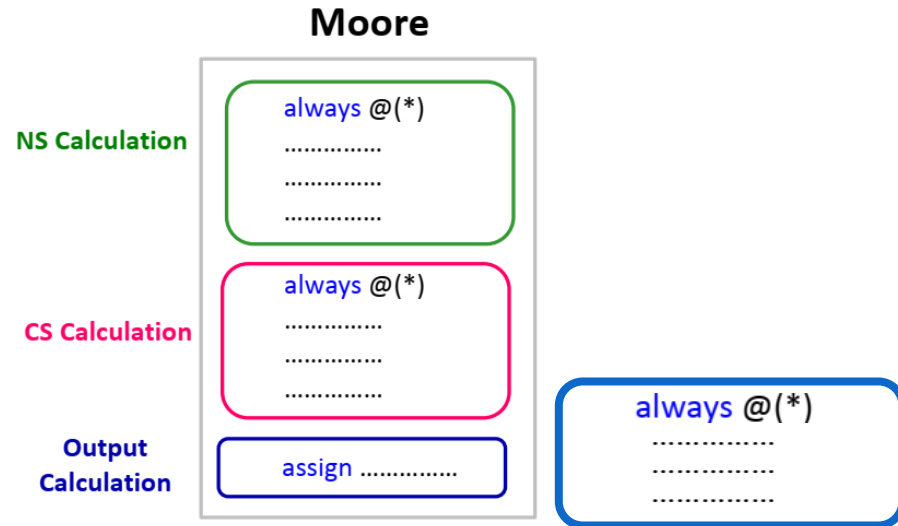 Moore
NS Calculation
always @(*)
...............
...............
...............
CS Calculation
always @(*)
...............
...............
...............
Output
Calculation
assign ...............
always @(*)
...............
...............
...............